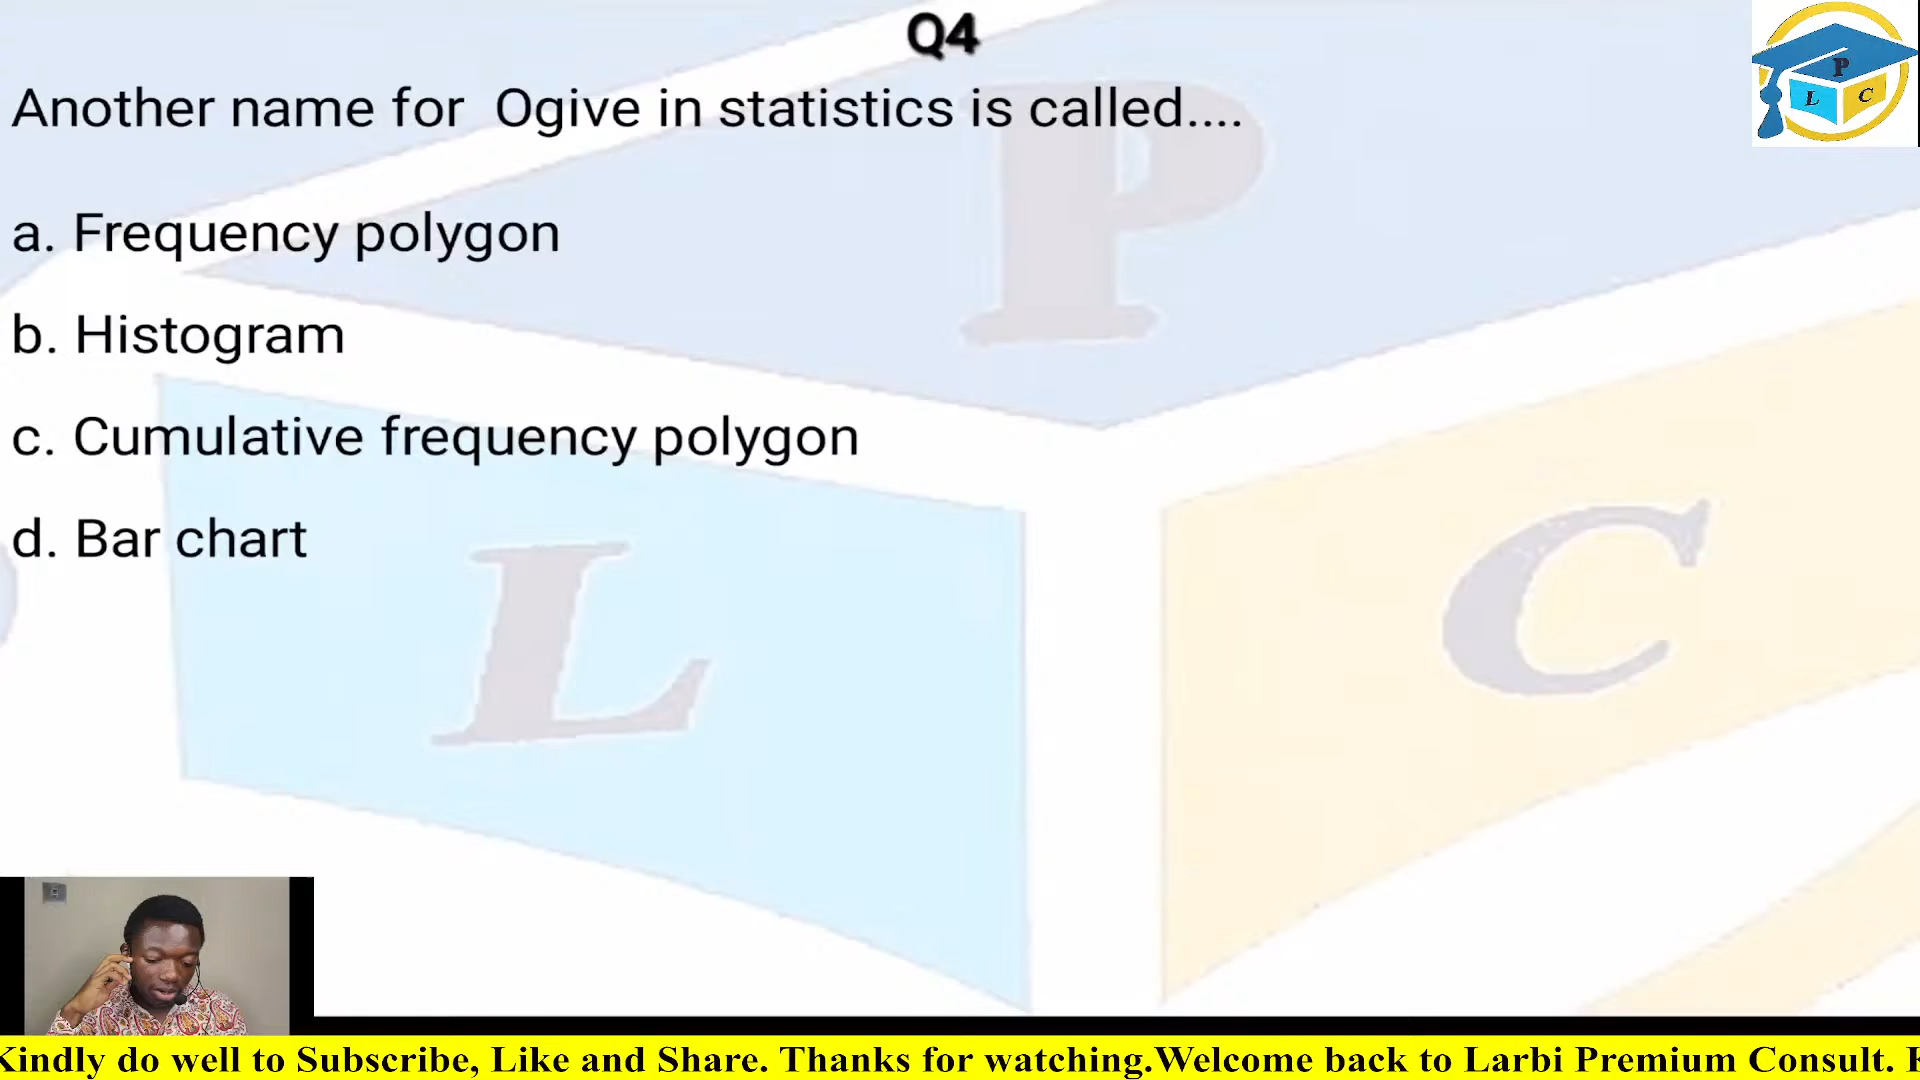 Q4
Another name for Ogive in statistics is called....
a. Frequency polygon
b. Histogram
c. Cumulative frequency polygon
d. Bar chart
P
L
C
P
L
C
Kindly do well to Subscribe, Like and Share. Thanks for watching.Welcome back to Larbi Premium Consult.